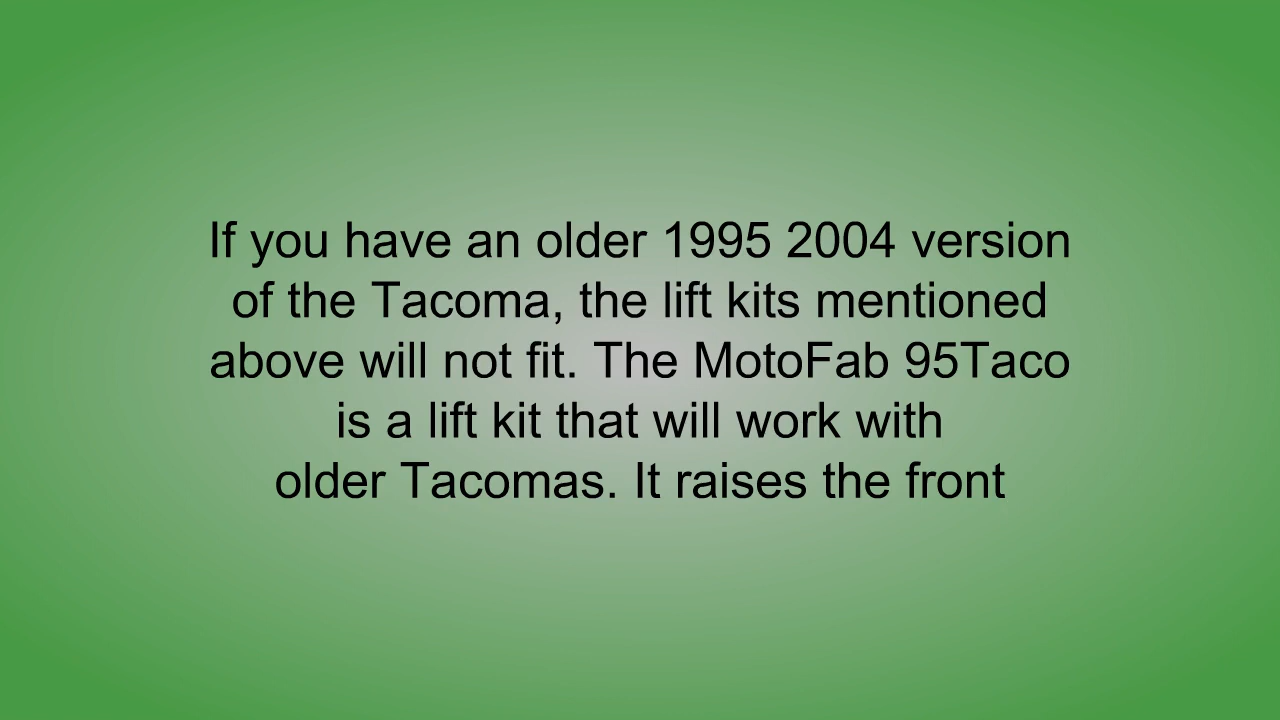 If you have an older 1995 2004 version
of the Tacoma, the lift kits mentioned
above will not fit. The MotoFab 95Taco
is a lift kit that will work with
older Tacomas. It raises the front